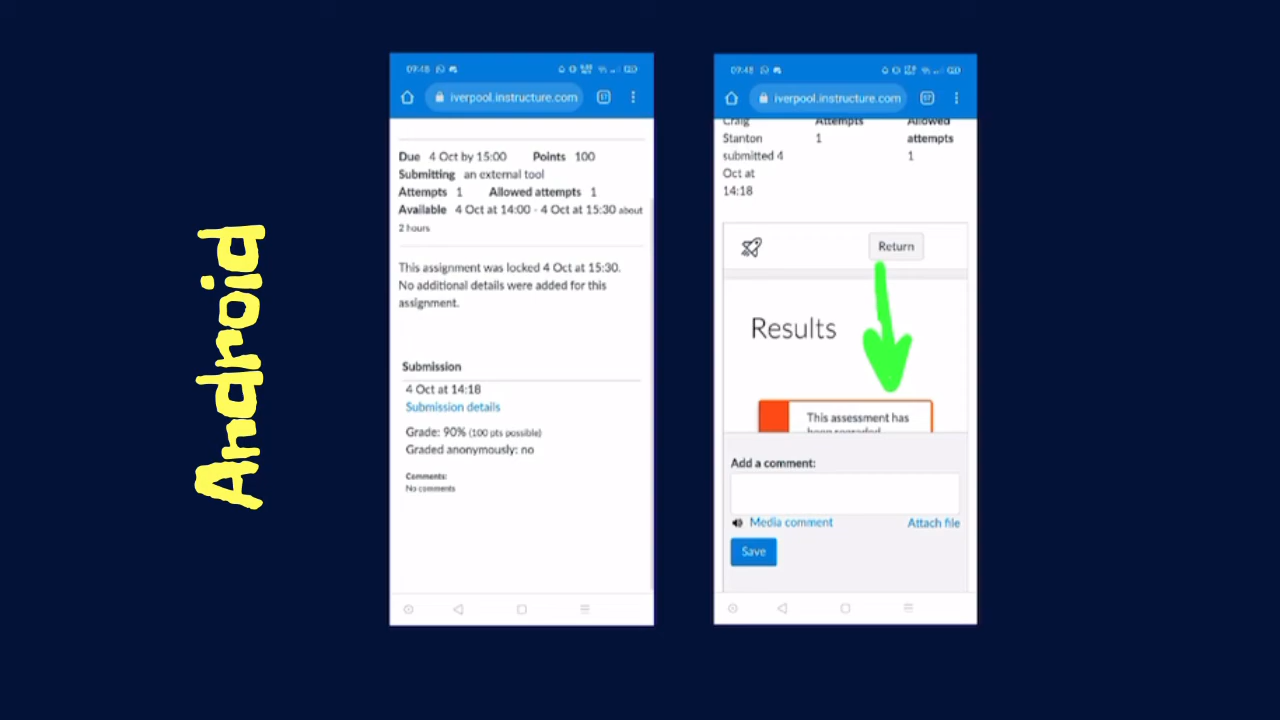 Android
09:48
iverpool.instructure.com
57
Due 4 Oct by 15:00 Points 100
Submitting an external tool
Attempts 1 Allowed attempts 1
Available 4 Oct at 14:00 - 4 Oct at 15:30 about
2 hours
This assignment was locked 4 Oct at 15:30.
No additional details were added for this
assignment.
Submission
4 Oct at 14:18
Submission details
Grade: 90% (100 pts possible)
Graded anonymously: no
Comments:
No comments
09:48
iverpool.instructure.com
57
Craig Attempts Allowed
Stanton 1 attempts
submitted 4 1
Oct at
14:18
Return
Results
This assessment has
been regraded
Add a comment:
Media comment Attach file
Save